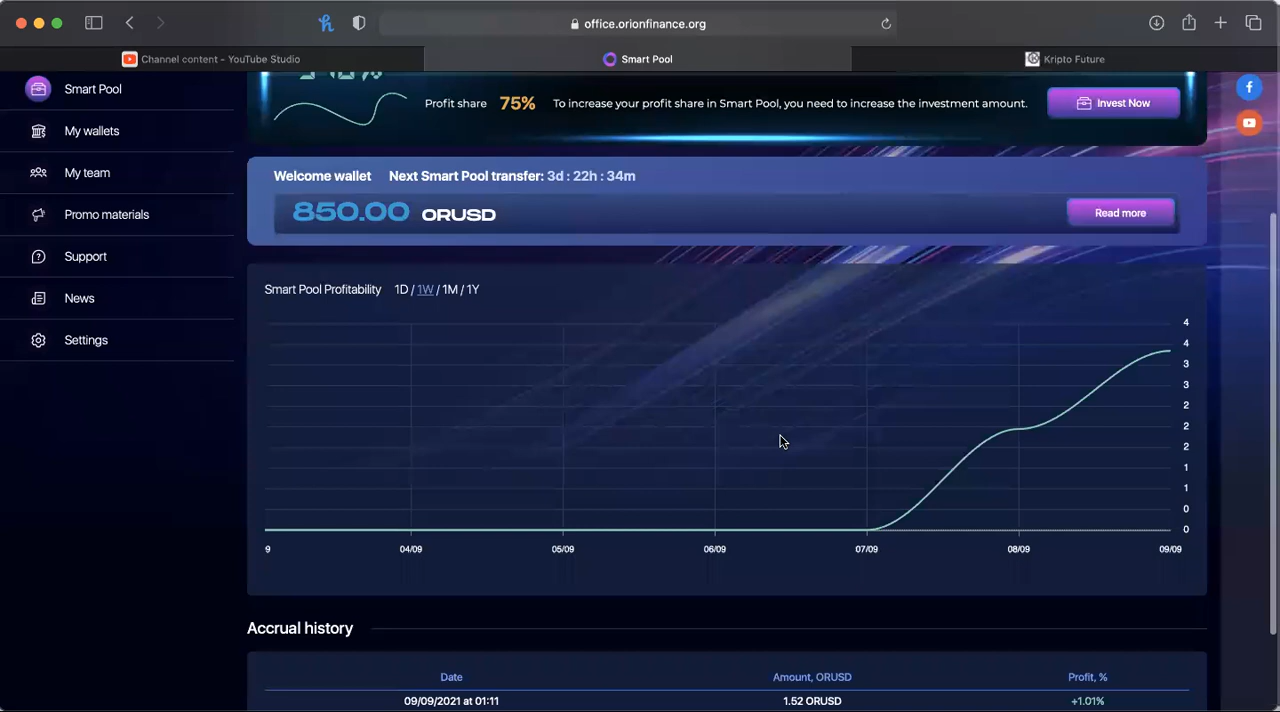 office.orionfinance.org
Channel content - YouTube Studio
Smart Pool
Kripto Future
Smart Pool
My wallets
My team
Promo materials
Support
News
Settings
Profit share 75% To increase your profit share in Smart Pool, you need to increase the investment amount. Invest Now
Welcome wallet Next Smart Pool transfer: 3d : 22h : 34m
850.00 ORUSD Read more
Smart Pool Profitability 1D / 1W / 1M / 1Y
4
4
3
3
2
2
2
1
1
0
0
9 04/09 05/09 06/09 07/09 08/09 09/09
Accrual history
Date Amount, ORUSD Profit, %
09/09/2021 at 01:11 1.52 ORUSD +1.01%